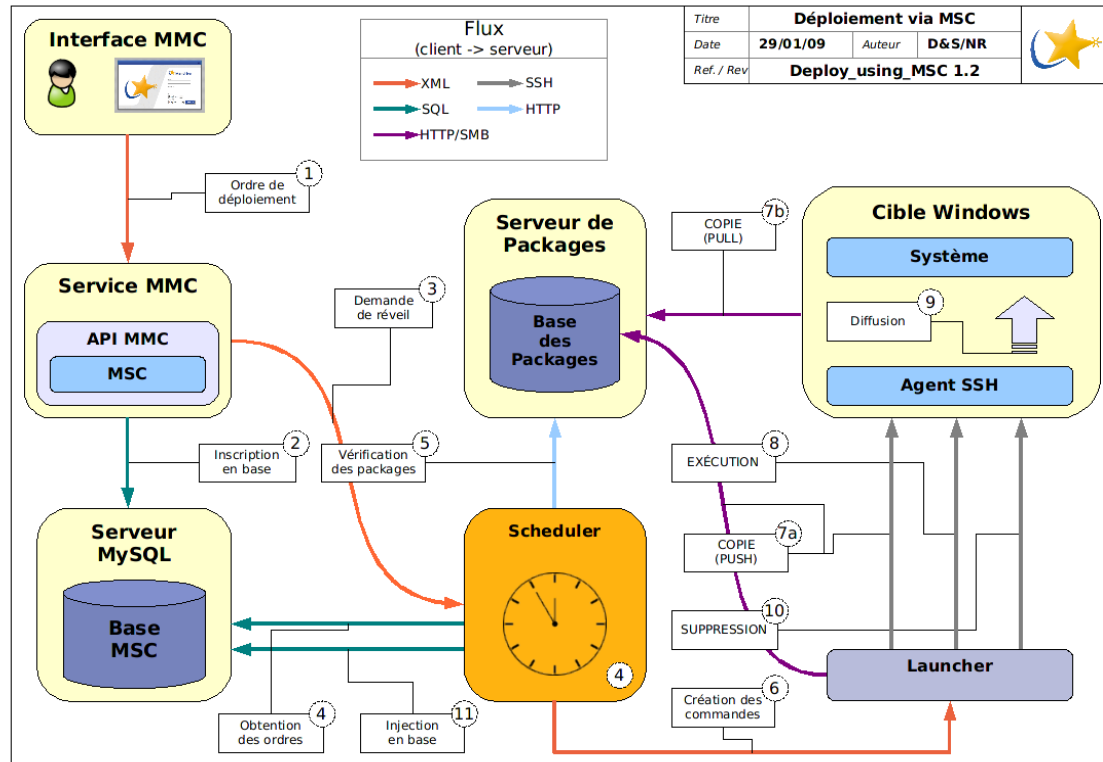 Interface MMC
Flux
(client -> serveur)
XML
SSH
SQL
HTTP
HTTP/SMB
Titre
Déploiement via MSC
Date
29/01/09
Auteur
D&S/NR
Ref. / Rev
Deploy_using_MSC 1.2
1
Ordre de
déploiement
Service MMC
API MMC
MSC
3
Demande
de réveil
Serveur de
Packages
Base
des
Packages
7b
COPIE
(PULL)
Cible Windows
Système
9
Diffusion
Agent SSH
2
Inscription
en base
5
Vérification
des packages
8
EXÉCUTION
7a
COPIE
(PUSH)
10
SUPPRESSION
Serveur
MySQL
Base
MSC
Scheduler
4
Launcher
4
Obtention
des ordres
11
Injection
en base
6
Création des
commandes